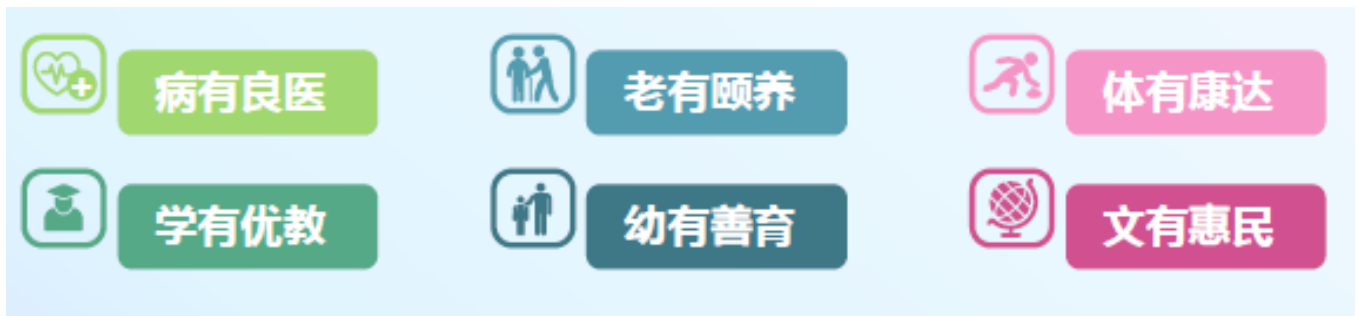 病有良医
老有颐养
体有康达
学有优教
幼有善育
文有惠民